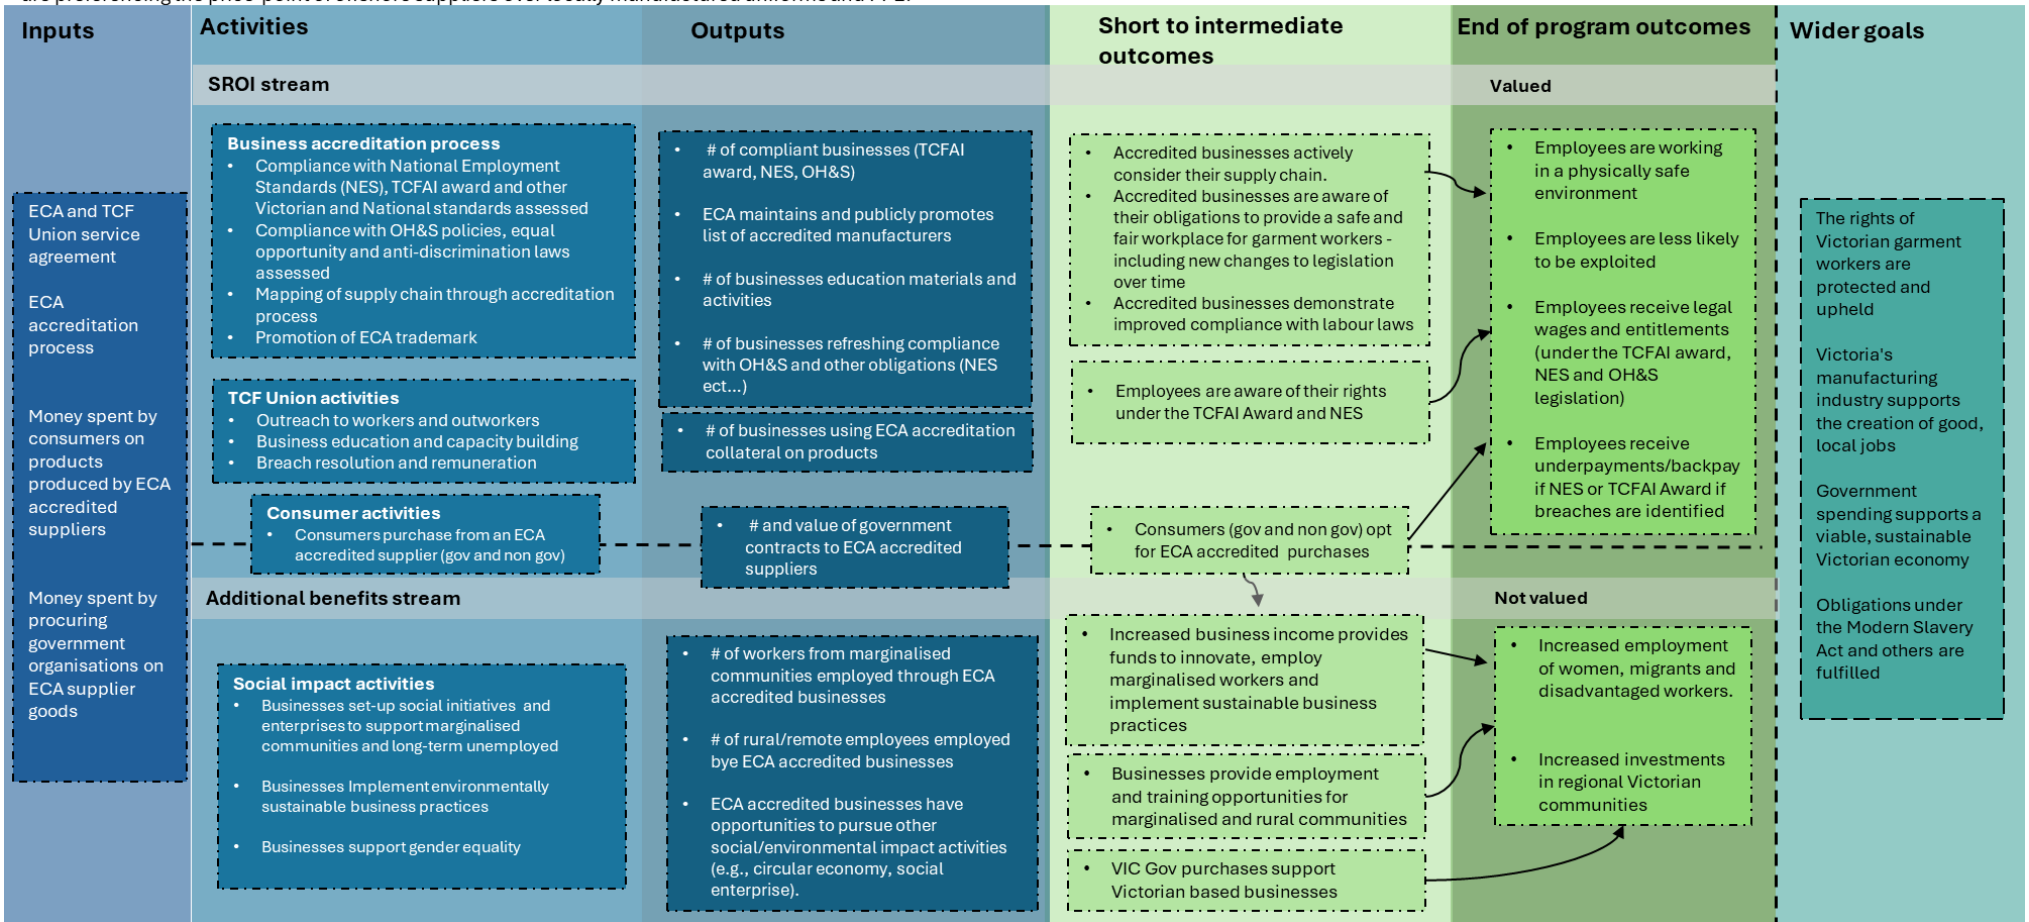 are preferencing the price-point of offshore suppliers over locally manufactured uniforms and PPE.
Inputs
Activities
Outputs
Short to intermediate
outcomes
End of program outcomes
Wider goals
SROI stream
Valued
ECA and TCF
Union service
agreement
ECA
accreditation
process
Money spent by
consumers on
products
produced by ECA
accredited
suppliers
Money spent by
procuring
government
organisations on
ECA supplier
goods
Business accreditation process
• Compliance with National Employment
Standards (NES), TCFAI award and other
Victorian and National standards assessed
• Compliance with OH&S policies, equal
opportunity and anti-discrimination laws
assessed
• Mapping of supply chain through accreditation
process
• Promotion of ECA trademark
TCF Union activities
• Outreach to workers and outworkers
• Business education and capacity building
• Breach resolution and remuneration
Consumer activities
• Consumers purchase from an ECA
accredited supplier (gov and non gov)
• # of compliant businesses (TCFAI
award, NES, OH&S)
• ECA maintains and publicly promotes
list of accredited manufacturers
• # of businesses education materials and
activities
• # of businesses refreshing compliance
with OH&S and other obligations (NES
ect...)
• # of businesses using ECA accreditation
collateral on products
• # and value of government
contracts to ECA accredited
suppliers
• Accredited businesses actively
consider their supply chain.
• Accredited businesses are aware of
their obligations to provide a safe and
fair workplace for garment workers -
including new changes to legislation
over time
• Accredited businesses demonstrate
improved compliance with labour laws
• Employees are aware of their rights
under the TCFAI Award and NES
• Consumers (gov and non gov) opt
for ECA accredited purchases
• Employees are working
in a physically safe
environment
• Employees are less likely
to be exploited
• Employees receive legal
wages and entitlements
(under the TCFAI award,
NES and OH&S
legislation)
• Employees receive
underpayments/backpay
if NES or TCFAI Award if
breaches are identified
Additional benefits stream
Not valued
Social impact activities
• Businesses set-up social initiatives and
enterprises to support marginalised
communities and long-term unemployed
• Businesses Implement environmentally
sustainable business practices
• Businesses support gender equality
• # of workers from marginalised
communities employed through ECA
accredited businesses
• # of rural/remote employees employed
bye ECA accredited businesses
• ECA accredited businesses have
opportunities to pursue other
social/environmental impact activities
(e.g., circular economy, social
enterprise).
• Increased business income provides
funds to innovate, employ
marginalised workers and
implement sustainable business
practices
• Businesses provide employment
and training opportunities for
marginalised and rural communities
• VIC Gov purchases support
Victorian based businesses
• Increased employment
of women, migrants and
disadvantaged workers.
• Increased investments
in regional Victorian
communities
The rights of
Victorian garment
workers are
protected and
upheld
Victoria's
manufacturing
industry supports
the creation of good,
local jobs
Government
spending supports a
viable, sustainable
Victorian economy
Obligations under
the Modern Slavery
Act and others are
fulfilled